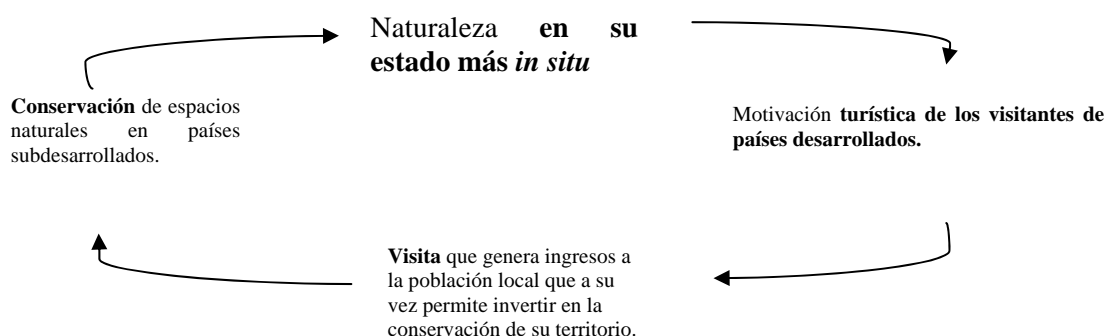 Naturaleza en su
estado más in situ
Conservación de espacios
naturales en países
subdesarrollados.
Motivación turística de los visitantes de
países desarrollados.
Visita que genera ingresos a
la población local que a su
vez permite invertir en la
conservación de su territorio.